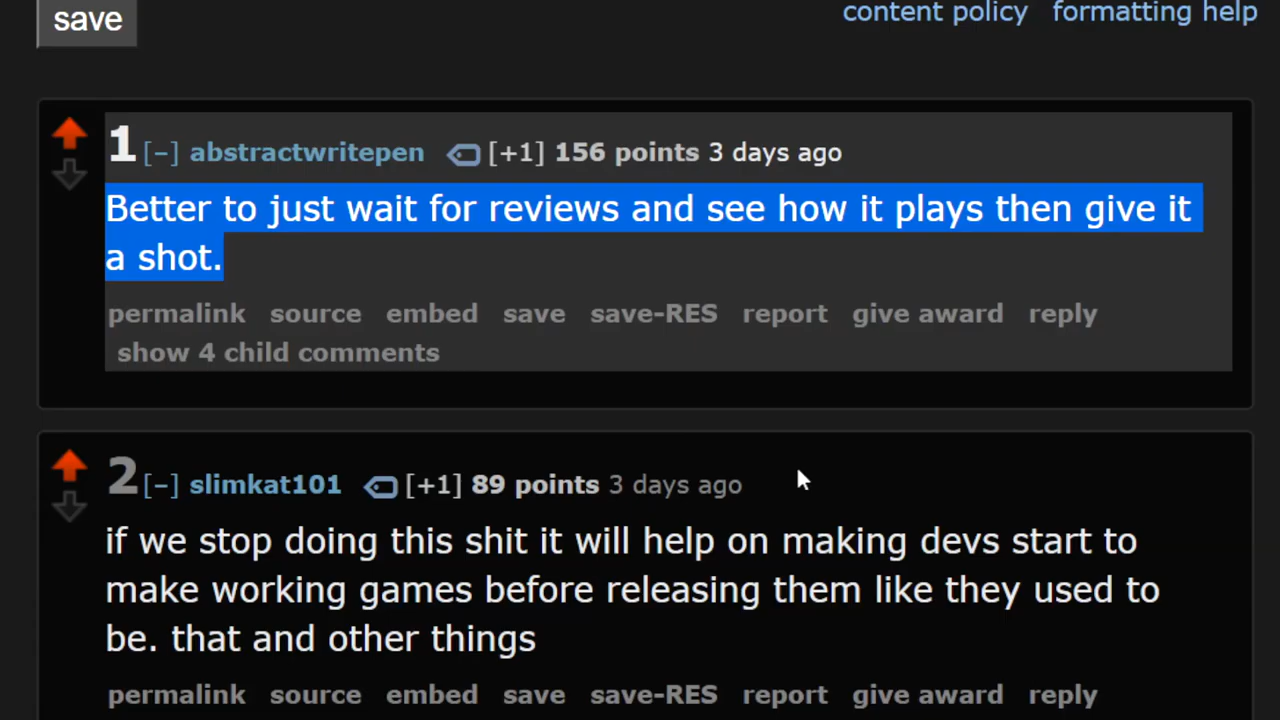 save
content policy formatting help
1 [–] abstractwritepen [+1] 156 points 3 days ago
Better to just wait for reviews and see how it plays then give it
a shot.
permalink source embed save save-RES report give award reply
show 4 child comments
2 [–] slimkat101 [+1] 89 points 3 days ago
if we stop doing this shit it will help on making devs start to
make working games before releasing them like they used to
be. that and other things
permalink source embed save save-RES report give award reply